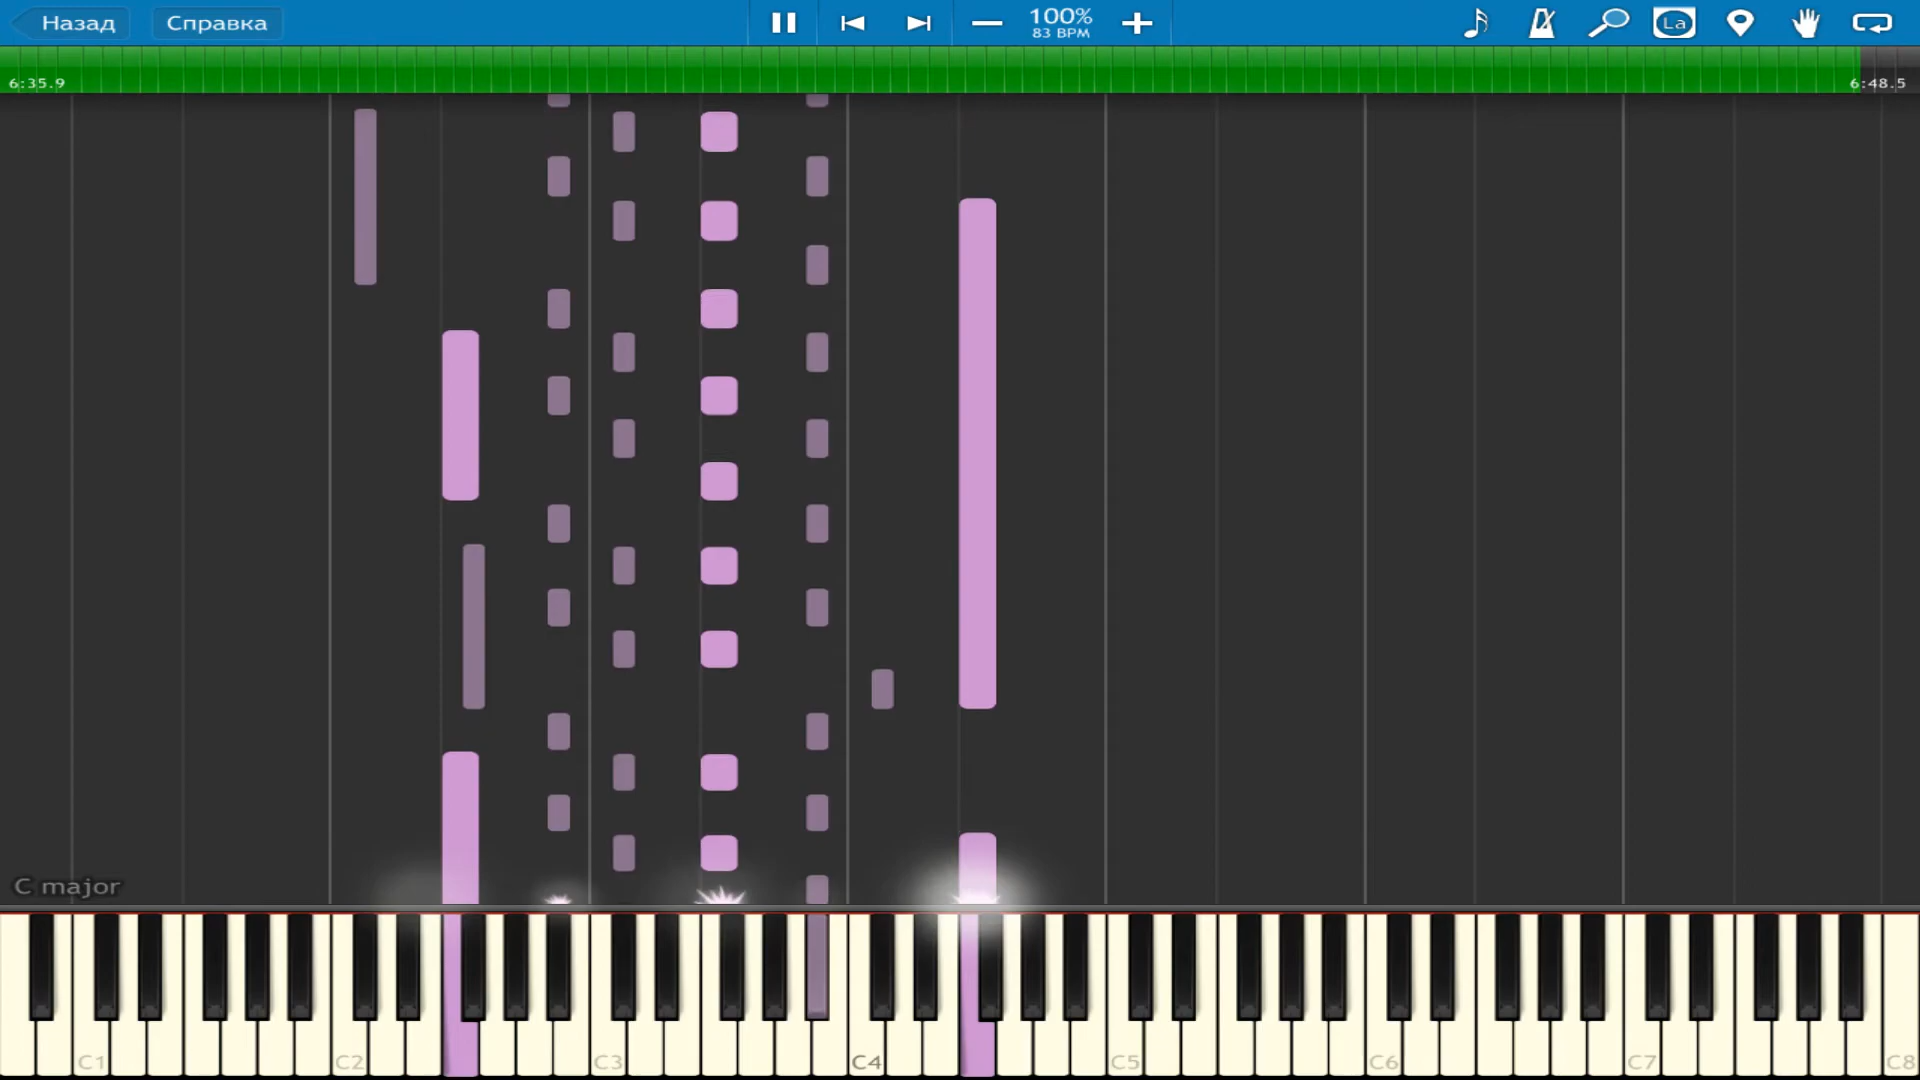 Назад
Справка
100%
83 BPM
La
6:35.9
6:48.5
C major
C1
C2
C3
C4
C5
C6
C7
C8